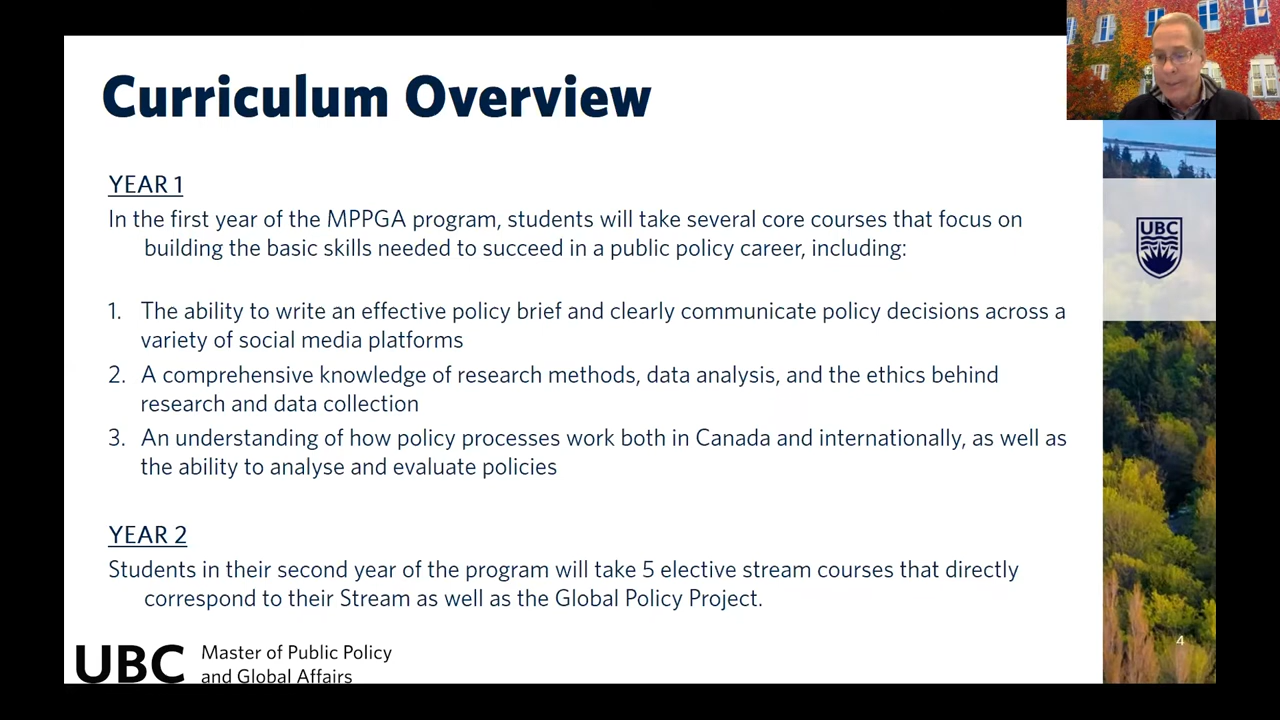 Curriculum Overview
YEAR 1
In the first year of the MPPGA program, students will take several core courses that focus on
building the basic skills needed to succeed in a public policy career, including:
1. The ability to write an effective policy brief and clearly communicate policy decisions across a
variety of social media platforms
2. A comprehensive knowledge of research methods, data analysis, and the ethics behind
research and data collection
3. An understanding of how policy processes work both in Canada and internationally, as well as
the ability to analyse and evaluate policies
YEAR 2
Students in their second year of the program will take 5 elective stream courses that directly
correspond to their Stream as well as the Global Policy Project.
UBC
Master of Public Policy
and Global Affairs
UBC
4